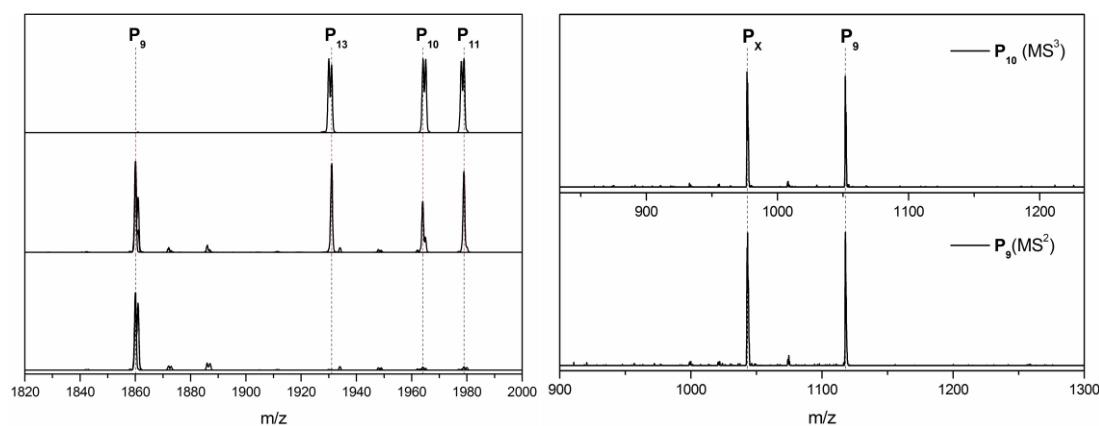 P₉ P₁₃ P₁₀ P₁₁
1820 1840 1860 1880 1900 1920 1940 1960 1980 2000
m/z
Pₓ P₉ P₁₀ (MS³)
900 1000 1100 1200
P₉(MS²)
900 1000 1100 1200 1300
m/z